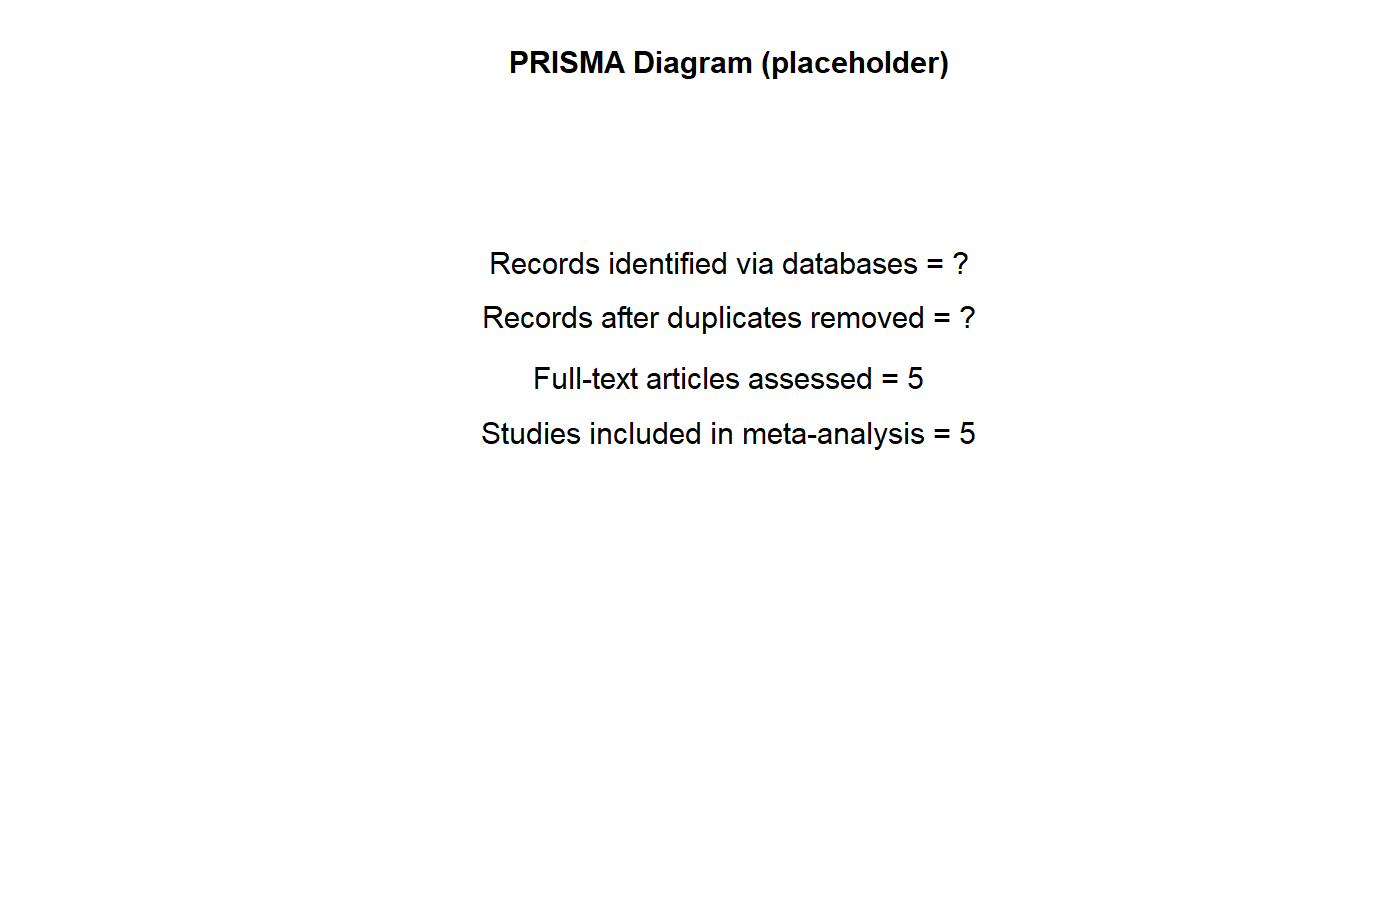 PRISMA Diagram (placeholder)
Records identified via databases = ?
Records after duplicates removed = ?
Full-text articles assessed = 5
Studies included in meta-analysis = 5